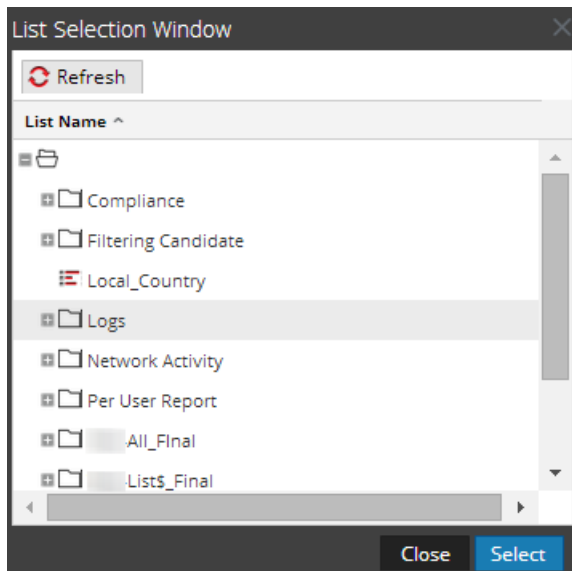 List Selection Window
Refresh
List Name
Compliance
Filtering Candidate
Local_Country
Logs
Network Activity
Per User Report
-All_FInal
-List$_Final
Close Select